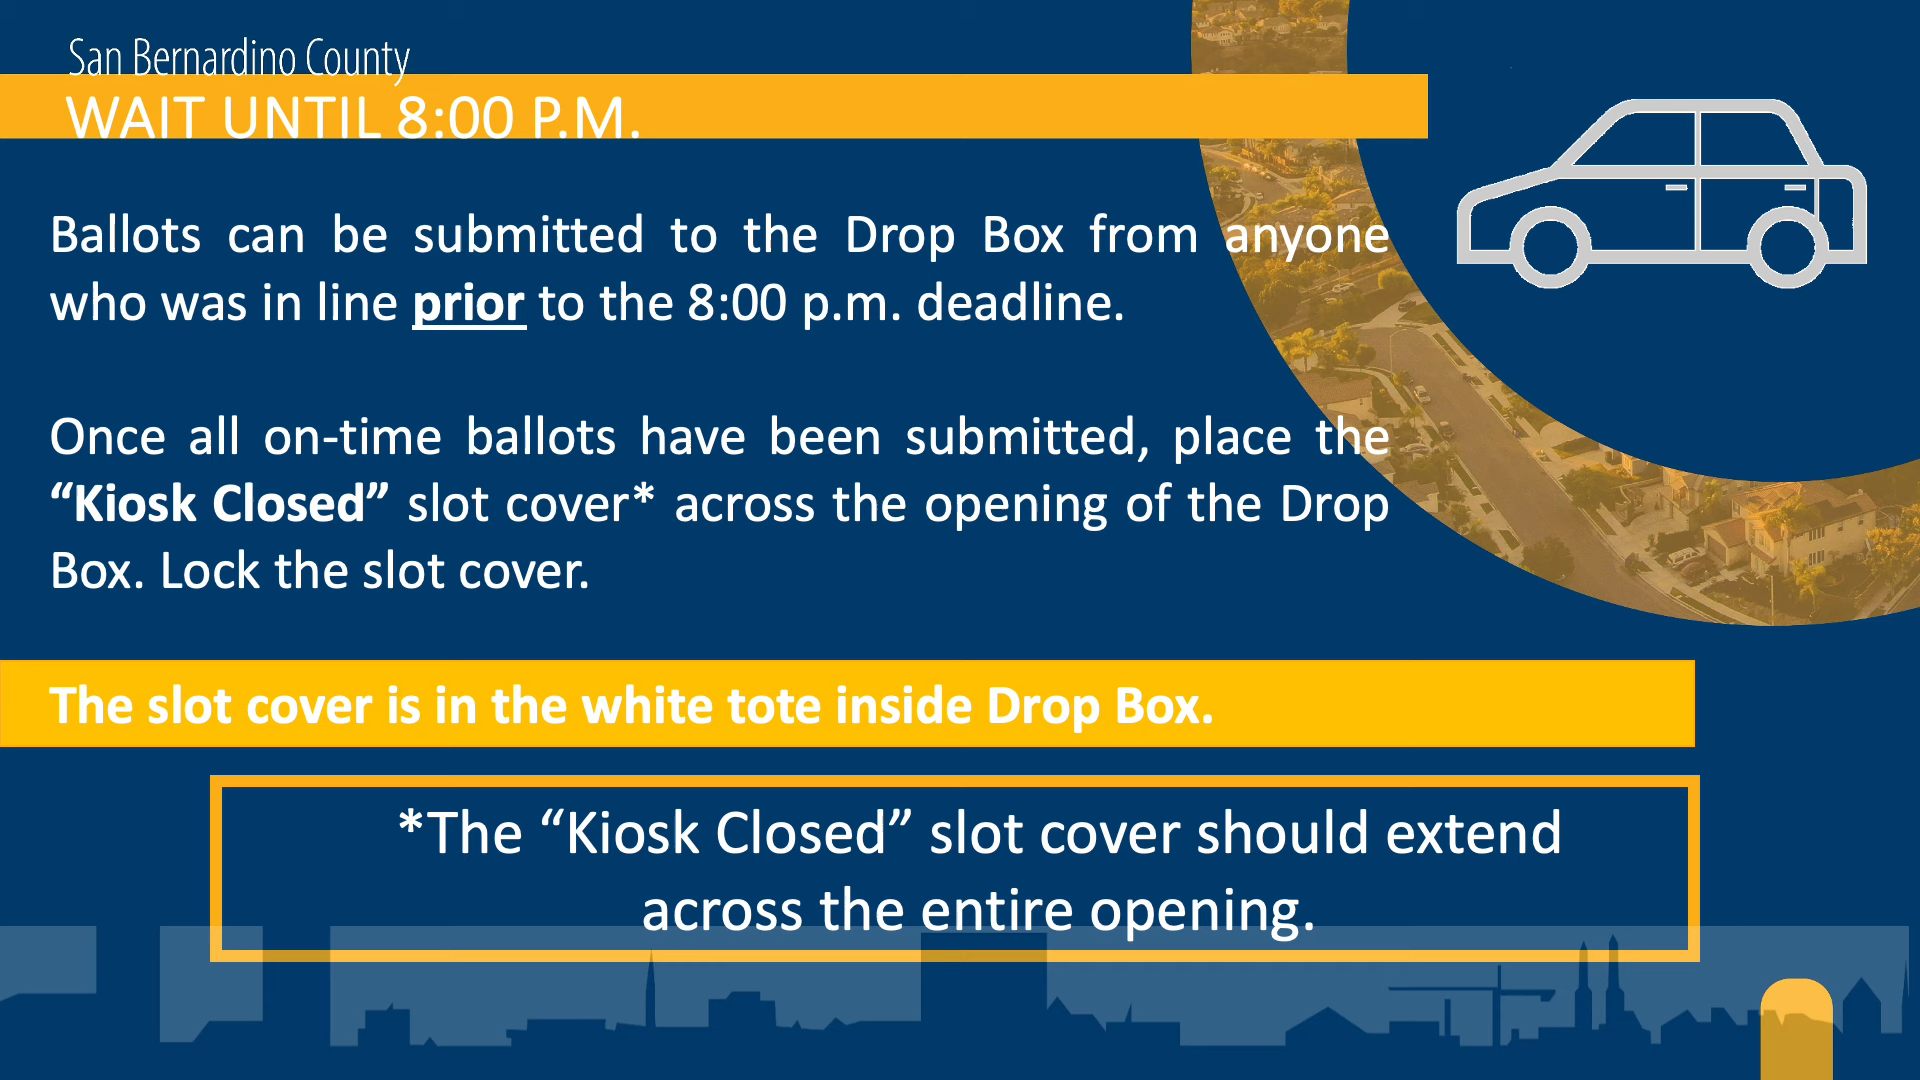 San Bernardino County
WAIT UNTIL 8:00 P.M.
Ballots can be submitted to the Drop Box from anyone
who was in line prior to the 8:00 p.m. deadline.
Once all on-time ballots have been submitted, place the
“Kiosk Closed” slot cover* across the opening of the Drop
Box. Lock the slot cover.
The slot cover is in the white tote inside Drop Box.
*The “Kiosk Closed” slot cover should extend
across the entire opening.